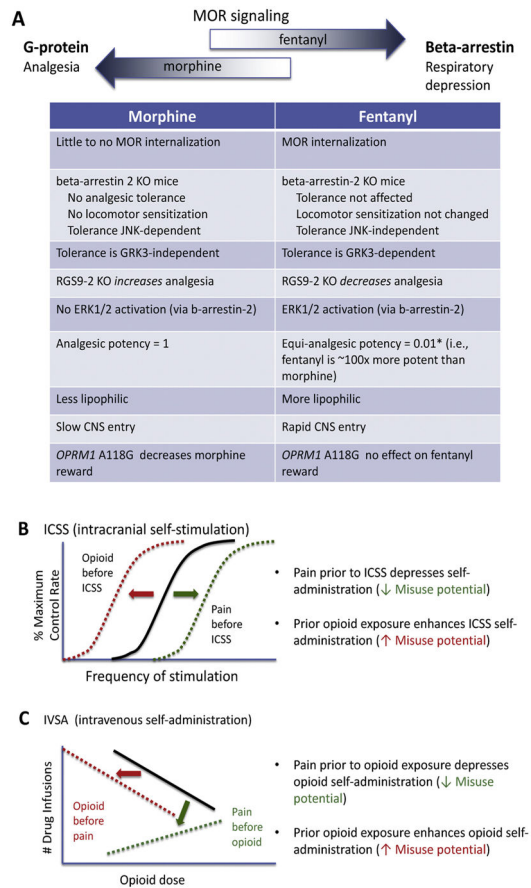 A
MOR signaling
fentanyl
G-protein
Analgesia
Beta-arrestin
Respiratory
depression
morphine
Morphine
Fentanyl
Little to no MOR internalization
MOR internalization
beta-arrestin 2 KO mice
No analgesic tolerance
No locomotor sensitization
Tolerance JNK-dependent
beta-arrestin-2 KO mice
Tolerance not affected
Locomotor sensitization not changed
Tolerance JNK-independent
Tolerance is GRK3-independent
Tolerance is GRK3-dependent
RGS9-2 KO increases analgesia
RGS9-2 KO decreases analgesia
No ERK1/2 activation (via b-arrestin-2)
ERK1/2 activation (via b-arrestin-2)
Analgesic potency = 1
Equi-analgesic potency = 0.01* (i.e.,
fentanyl is ~100x more potent than
morphine)
Less lipophilic
More lipophilic
Slow CNS entry
Rapid CNS entry
OPRM1 A118G decreases morphine
reward
OPRM1 A118G no effect on fentanyl
reward
B
ICSS (intracranial self-stimulation)
% Maximum
Control Rate
Opioid
before
ICSS
Pain
before
ICSS
Frequency of stimulation
• Pain prior to ICSS depresses self-
administration (↓ Misuse potential)
• Prior opioid exposure enhances ICSS
self-administration (↑ Misuse potential)
C
IVSA (intravenous self-administration)
# Drug Infusions
Opioid
before
pain
Pain
before
opioid
Opioid dose
• Pain prior to opioid exposure depresses
opioid self-administration (↓ Misuse
potential)
• Prior opioid exposure enhances opioid self-
administration (↑ Misuse potential)